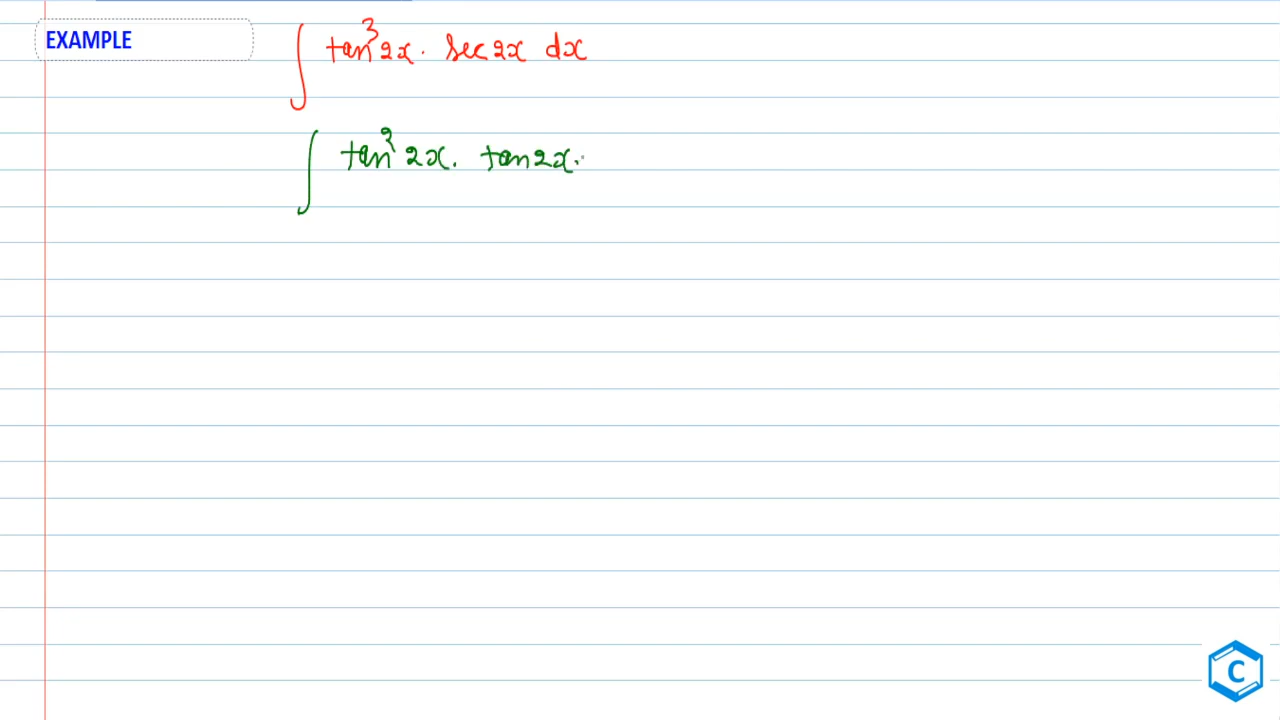 EXAMPLE ∫ tan³2x · sec2x dx
∫ tan²2x · tan2x ·
C